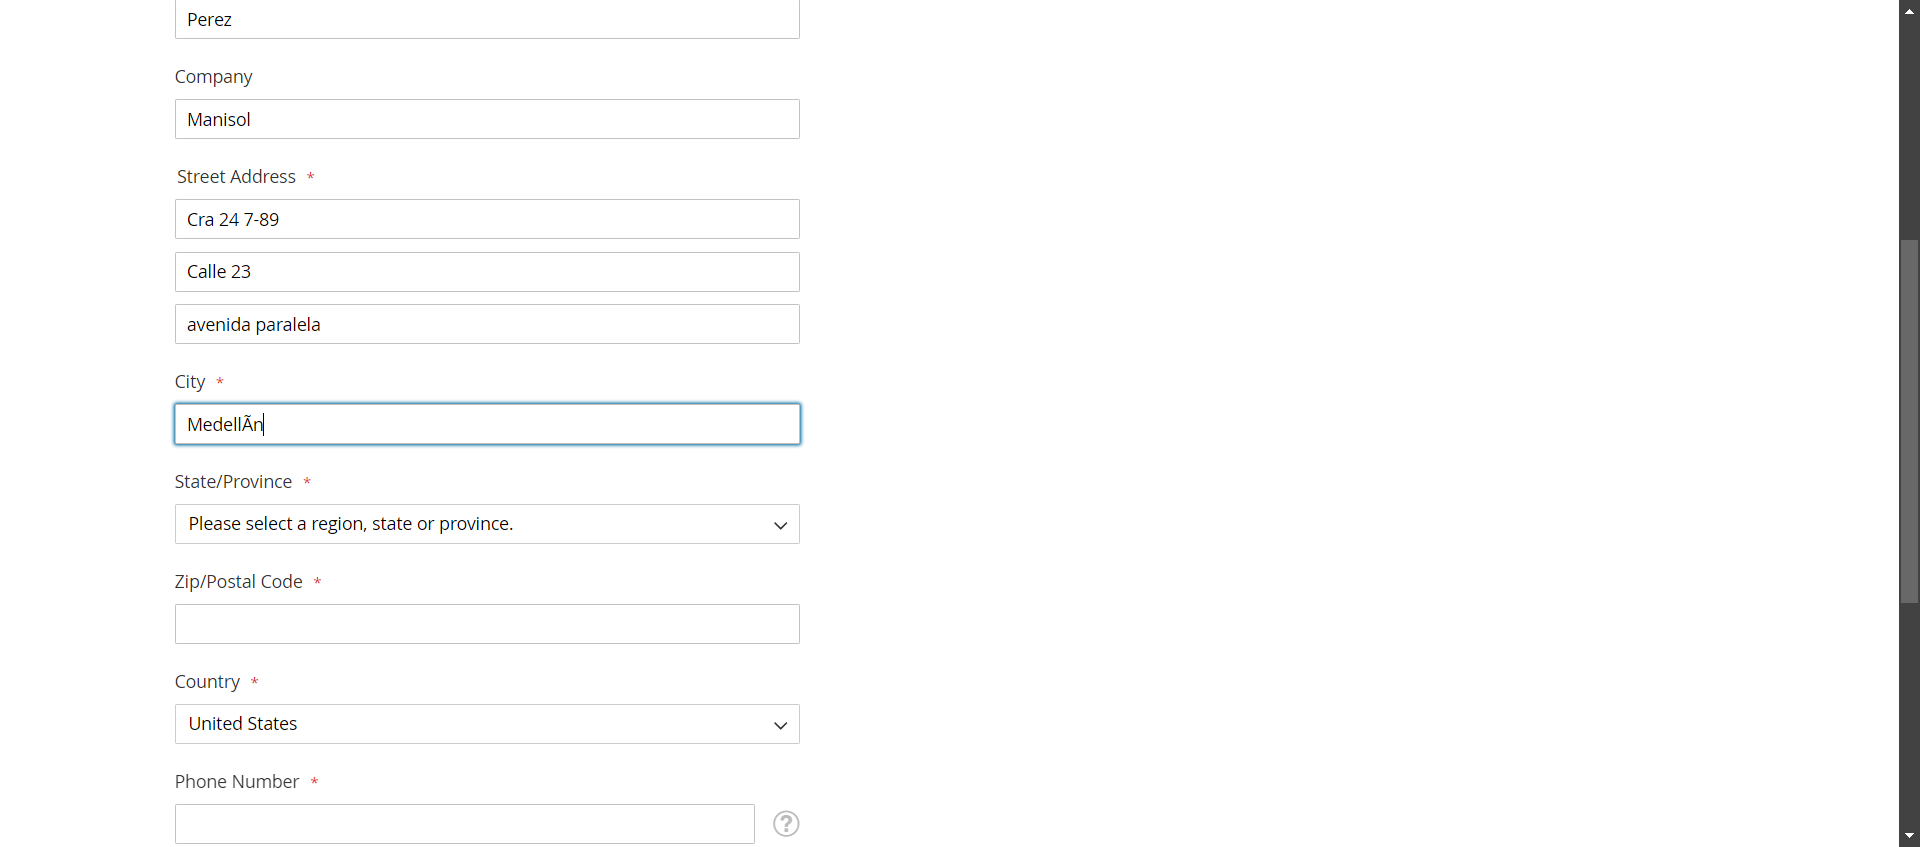 Perez
Company
Manisol
Street Address *
Cra 24 7-89
Calle 23
avenida paralela
City *
MedellÃn
State/Province *
Please select a region, state or province.
Zip/Postal Code *
Country *
United States
Phone Number *
?